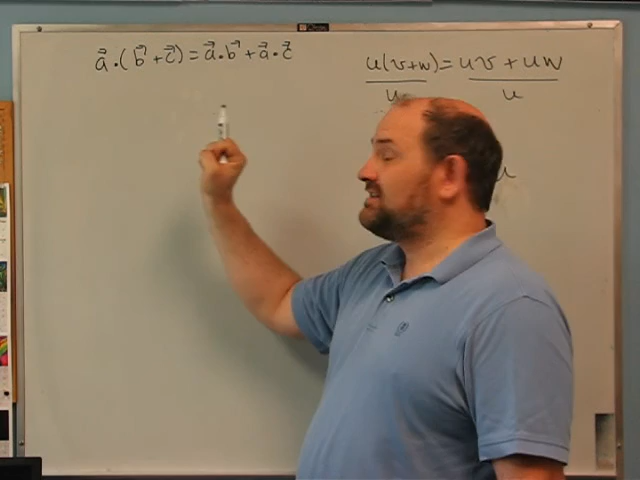 a⃗ · (b⃗ + c⃗) = a⃗ · b⃗ + a⃗ · c⃗
u(v+w) = uv + uw
u u
u